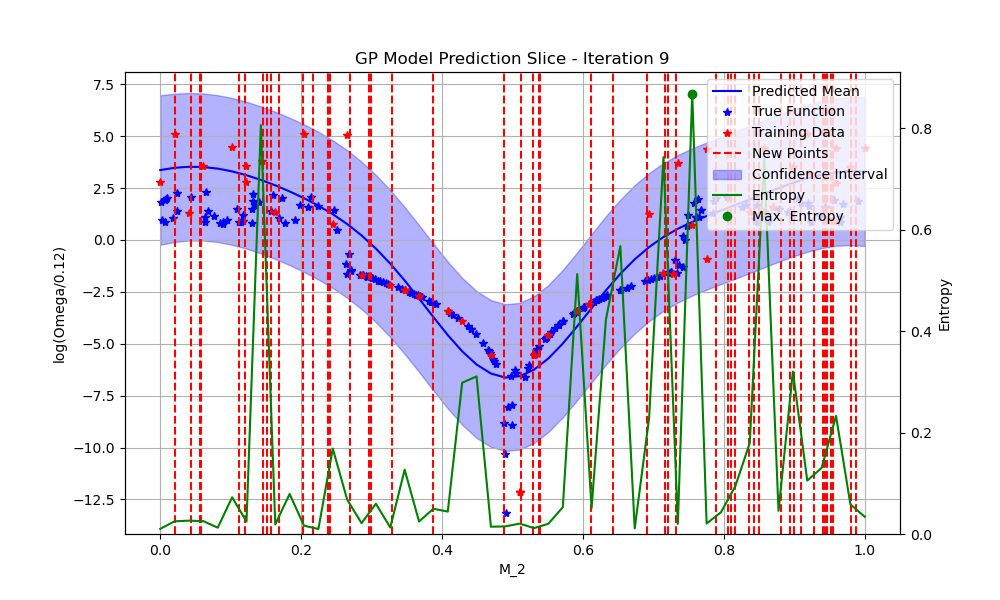 GP Model Prediction Slice - Iteration 9
7.5
5.0
2.5
0.0
−2.5
−5.0
−7.5
−10.0
−12.5
log(Omega/0.12)
0.0
0.2
0.4
0.6
0.8
1.0
M_2
0.8
0.6
0.4
0.2
0.0
Entropy
Predicted Mean
True Function
Training Data
New Points
Confidence Interval
Entropy
Max. Entropy